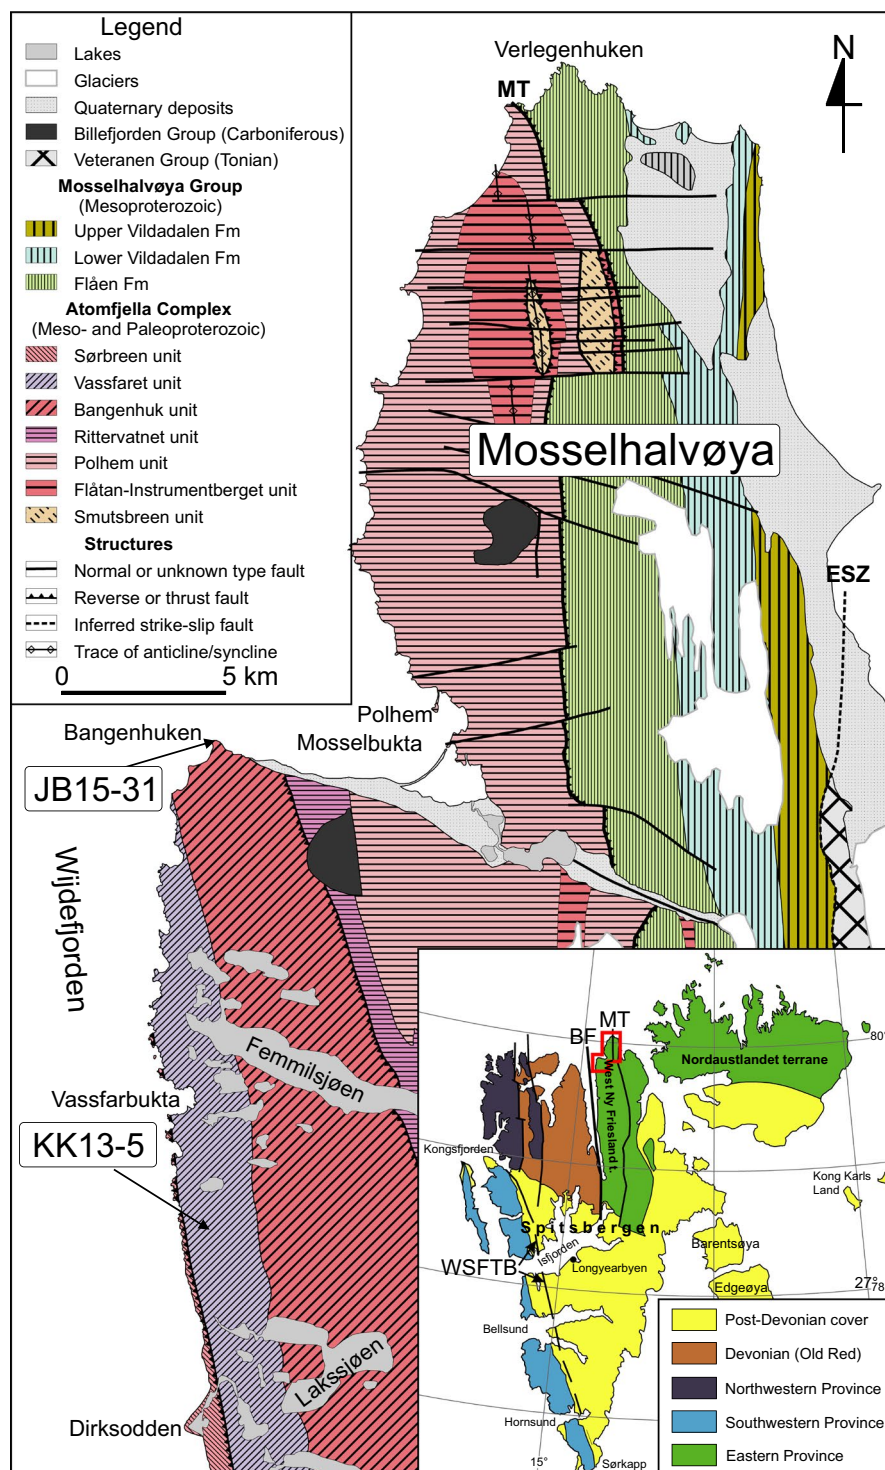 Legend
Lakes
Glaciers
Quaternary deposits
Billefjorden Group (Carboniferous)
Veteranen Group (Tonian)
Mosselhalvøya Group
(Mesoproterozoic)
Upper Vildadalen Fm
Lower Vildadalen Fm
Flåen Fm
Atomfjella Complex
(Meso- and Paleoproterozoic)
Sørbreen unit
Vassfaret unit
Bangenhuk unit
Rittervatnet unit
Polhem unit
Flåtan-Instrumentberget unit
Smutsbreen unit
Structures
Normal or unknown type fault
Reverse or thrust fault
Inferred strike-slip fault
Trace of anticline/syncline
0 5 km
Verlegenhuken
N
MT
Mosselhalvøya
ESZ
Polhem
Mosselbukta
Bangenhuken
JB15-31
Wijdefjorden
Femmilsjøen
Vassfarbukta
KK13-5
Lakssjøen
Dirksodden
MT
BF
80°
Nordaustlandet terrane
West Ny Friesland t.
Kongsfjorden
Kong Karls
Land
Spitsbergen
Isfjorden
Barentsøya
WSFTB
Longyearbyen
Edgeøya
27°
78°
Bellsund
Hornsund
15°
Sørkapp
Post-Devonian cover
Devonian (Old Red)
Northwestern Province
Southwestern Province
Eastern Province